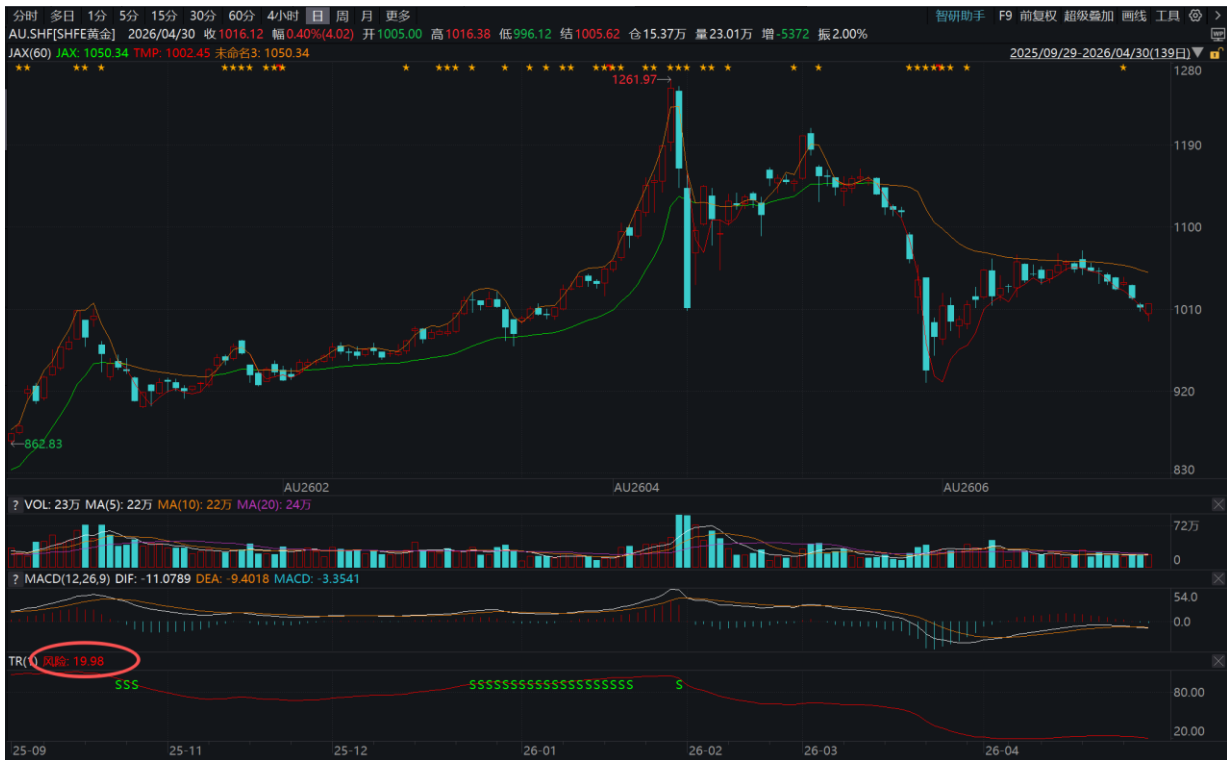 分时 多日 1分 5分 15分 30分 60分 4小时 日 周 月 更多 智研助手 F9 前复权 超级叠加 画线 工具
AU.SHF[SHFE黄金] 2026/04/30 收1016.12 幅0.40%(4.02) 开1005.00 高1016.38 低996.12 结1005.62 仓15.37万 量23.01万 增-5372 振2.00%
JAX(60) JAX: 1050.34 TMP: 1002.45 未命名3: 1050.34 2025/09/29-2026/04/30(139日)
1280
1261.97
1190
1100
1010
920
862.83
830
AU2602 AU2604 AU2606
? VOL: 23万 MA(5): 22万 MA(10): 22万 MA(20): 24万
72万
0
? MACD(12,26,9) DIF: -11.0789 DEA: -9.4018 MACD: -3.3541
54.0
0.0
TR(1) 风险: 19.98
SSS SSSSSSSSSSSSSSSSSSSS S
80.00
20.00
25-09 25-11 25-12 26-01 26-02 26-03 26-04